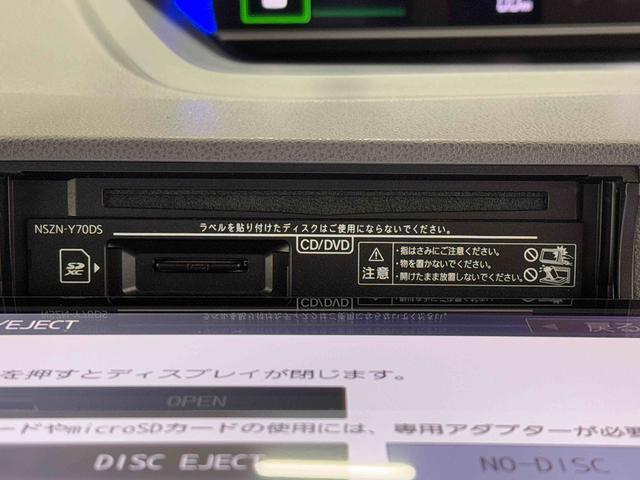 NSZN-Y70DS
ラベルを貼り付けたディスクはご使用にならないでください。
CD/DVD
SD
XC
注意
・指はさみにご注意ください。
・物を置かないでください。
・開けたまま放置しないでください。
/EJECT
戻る
を押すとディスプレイが閉じます。
OPEN
ードやmicroSDカードの使用には、専用アダプターが必要
DISC EJECT
NO-DISC